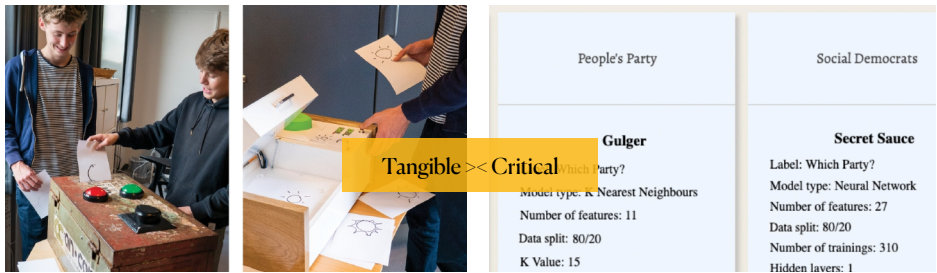 Tangible >< Critical
People's Party
Gulger
Which Party?
Model type: K Nearest Neighbours
Number of features: 11
Data split: 80/20
K Value: 15
Social Democrats
Secret Sauce
Label: Which Party?
Model type: Neural Network
Number of features: 27
Data split: 80/20
Number of trainings: 310
Hidden layers: 1